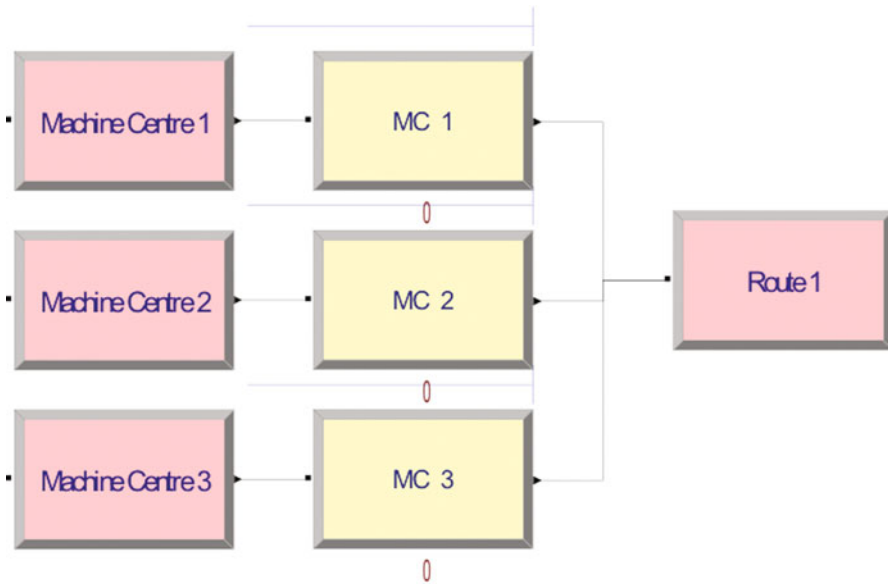 Machine Centre 1
MC 1
0
Machine Centre 2
MC 2
Route 1
0
Machine Centre 3
MC 3
0